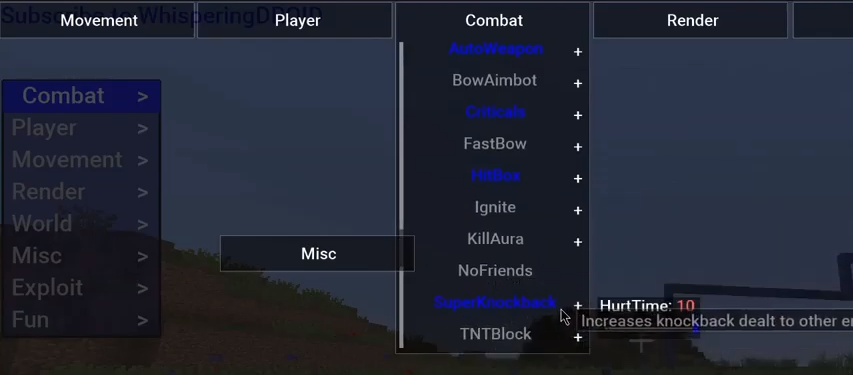 Subscribe to WhisperingDROID
Movement
Player
Combat
Render
AutoWeapon +
BowAimbot +
Criticals +
FastBow +
HitBox +
Ignite +
KillAura +
NoFriends
SuperKnockback +
TNTBlock +
Combat >
Player >
Movement >
Render >
World >
Misc >
Exploit >
Fun >
Misc
HurtTime: 10
Increases knockback dealt to other